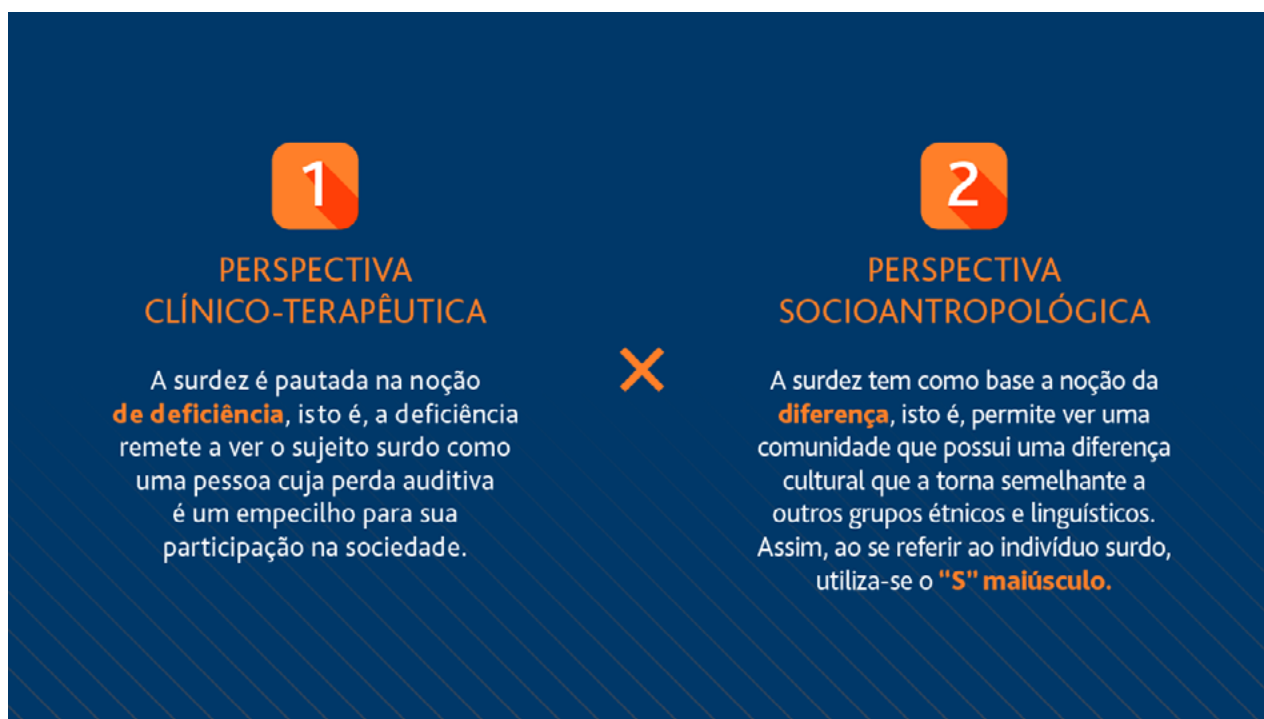 1
PERSPECTIVA
CLÍNICO-TERAPÊUTICA
A surdez é pautada na noção
de deficiência, isto é, a deficiência
remete a ver o sujeito surdo como
uma pessoa cuja perda auditiva
é um empecilho para sua
participação na sociedade.
×
2
PERSPECTIVA
SOCIOANTROPOLÓGICA
A surdez tem como base a noção da
diferença, isto é, permite ver uma
comunidade que possui uma diferença
cultural que a torna semelhante a
outros grupos étnicos e linguísticos.
Assim, ao se referir ao indivíduo surdo,
utiliza-se o “S” maiúsculo.